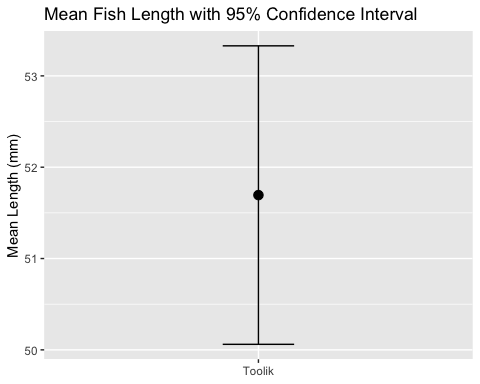 Mean Fish Length with 95% Confidence Interval
Mean Length (mm)
53
52
51
50
Toolik